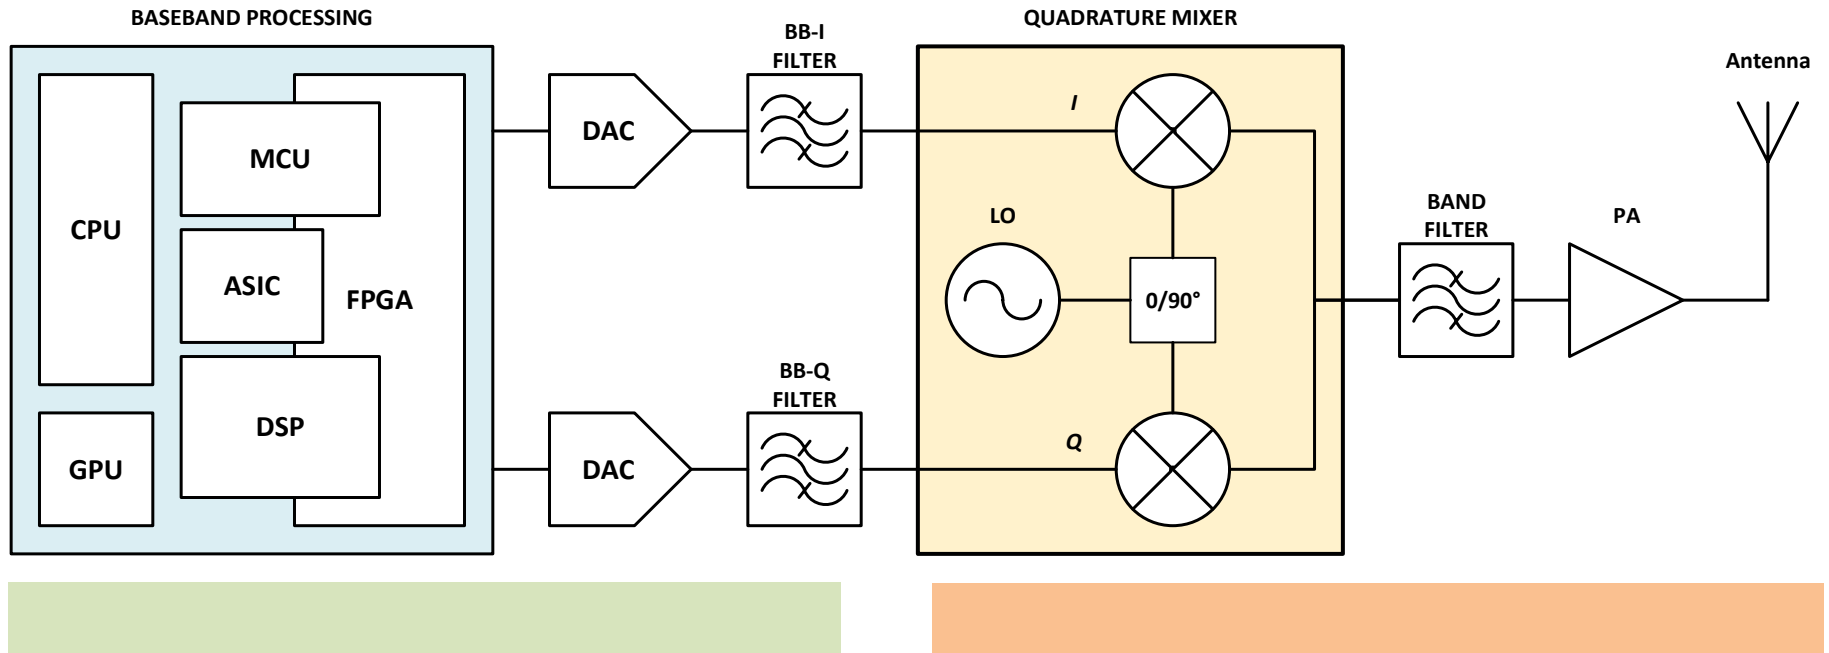 BASEBAND PROCESSING
CPU
GPU
MCU
ASIC
DSP
FPGA
DAC
BB-I
FILTER
DAC
BB-Q
FILTER
QUADRATURE MIXER
I
LO
0/90°
Q
BAND
FILTER
PA
Antenna